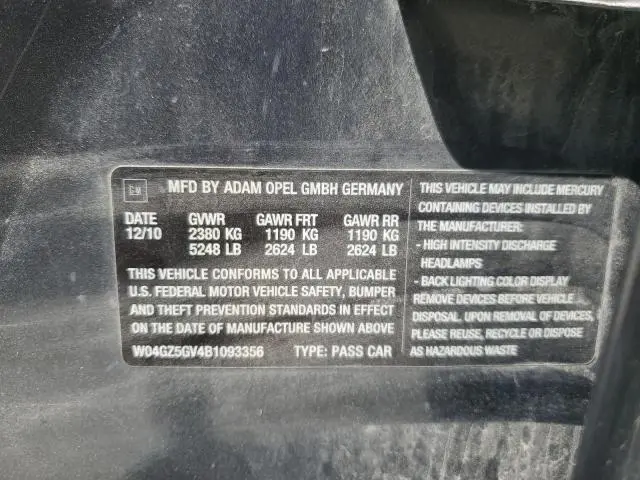 GM
MFD BY ADAM OPEL GMBH GERMANY
DATE GVWR GAWR FRT GAWR RR
12/10 2380 KG 1190 KG 1190 KG
5248 LB 2624 LB 2624 LB
THIS VEHICLE CONFORMS TO ALL APPLICABLE
U.S. FEDERAL MOTOR VEHICLE SAFETY, BUMPER
AND THEFT PREVENTION STANDARDS IN EFFECT
ON THE DATE OF MANUFACTURE SHOWN ABOVE
W04GZ5GV4B1093356 TYPE: PASS CAR
THIS VEHICLE MAY INCLUDE MERCURY
CONTAINING DEVICES INSTALLED BY
THE MANUFACTURER:
- HIGH INTENSITY DISCHARGE
HEADLAMPS
- BACK LIGHTING COLOR DISPLAY
REMOVE DEVICES BEFORE VEHICLE
DISPOSAL. UPON REMOVAL OF DEVICES,
PLEASE REUSE, RECYCLE OR DISPOSE
AS HAZARDOUS WASTE